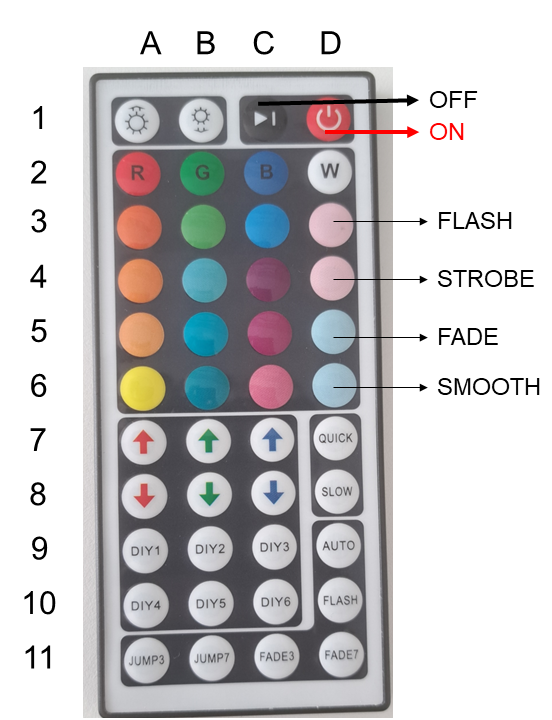 A B C D
1 OFF
ON
2 R G B W
3 FLASH
4 STROBE
5 FADE
6 SMOOTH
7 QUICK
8 SLOW
9 DIY1 DIY2 DIY3 AUTO
10 DIY4 DIY5 DIY6 FLASH
11 JUMP3 JUMP7 FADE3 FADE7